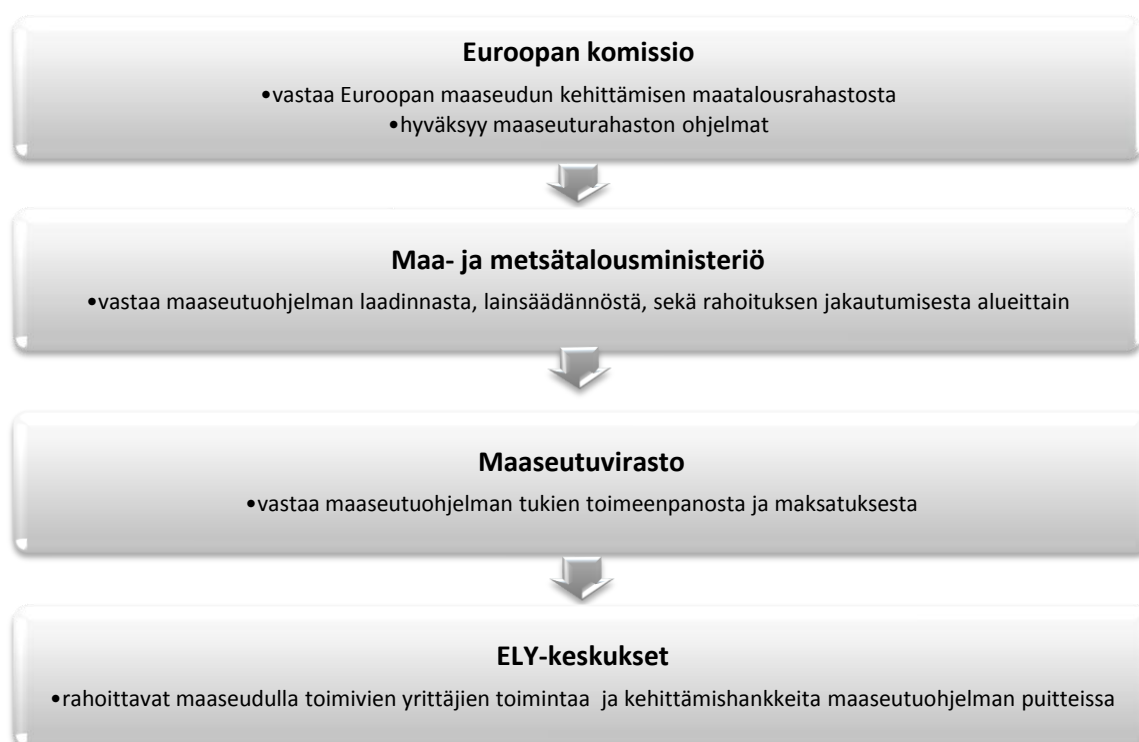 Euroopan komissio
•vastaa Euroopan maaseudun kehittämisen maatalousrahastosta
•hyväksyy maaseuturahaston ohjelmat
Maa- ja metsätalousministeriö
•vastaa maaseutuohjelman laadinnasta, lainsäädännöstä, sekä rahoituksen jakautumisesta alueittain
Maaseutuvirasto
•vastaa maaseutuohjelman tukien toimeenpanosta ja maksatuksesta
ELY-keskukset
•rahoittavat maaseudulla toimivien yrittäjien toimintaa ja kehittämishankkeita maaseutuohjelman puitteissa